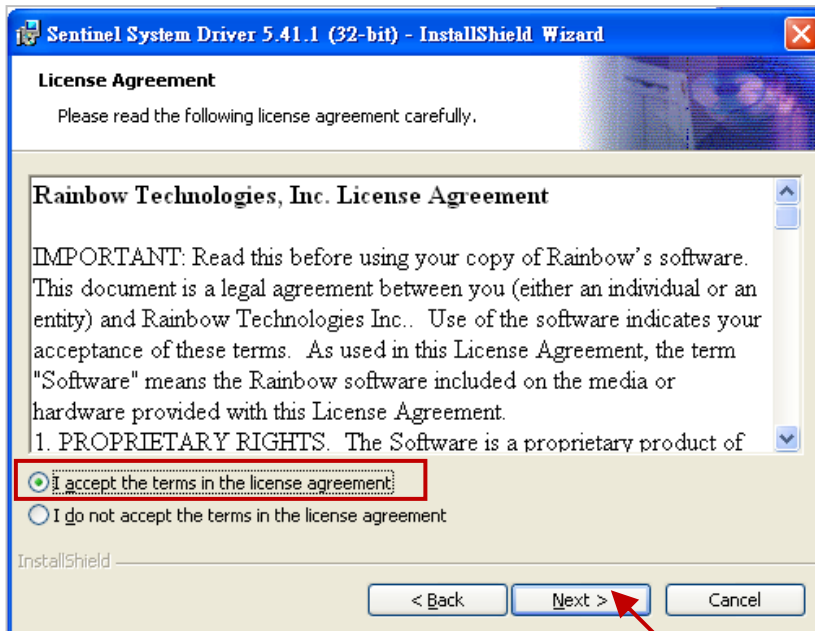 Sentinel System Driver 5.41.1 (32-bit) - InstallShield Wizard
License Agreement
Please read the following license agreement carefully.
Rainbow Technologies, Inc. License Agreement
IMPORTANT: Read this before using your copy of Rainbow's software.
This document is a legal agreement between you (either an individual or an
entity) and Rainbow Technologies Inc..  Use of the software indicates your
acceptance of these terms.  As used in this License Agreement, the term
"Software" means the Rainbow software included on the media or
hardware provided with this License Agreement.
1. PROPRIETARY RIGHTS.  The Software is a proprietary product of
I accept the terms in the license agreement
I do not accept the terms in the license agreement
InstallShield
< Back
Next >
Cancel